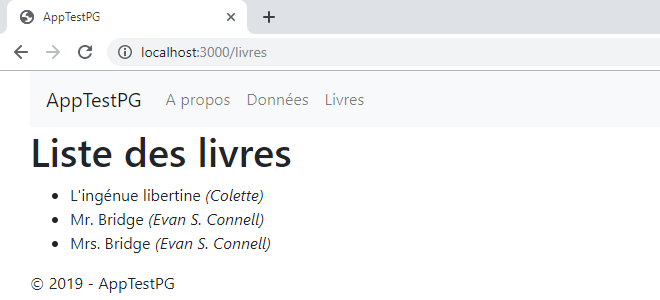 AppTestPG
localhost:3000/livres
AppTestPG A propos Données Livres
Liste des livres
L'ingénue libertine (Colette)
Mr. Bridge (Evan S. Connell)
Mrs. Bridge (Evan S. Connell)
© 2019 - AppTestPG